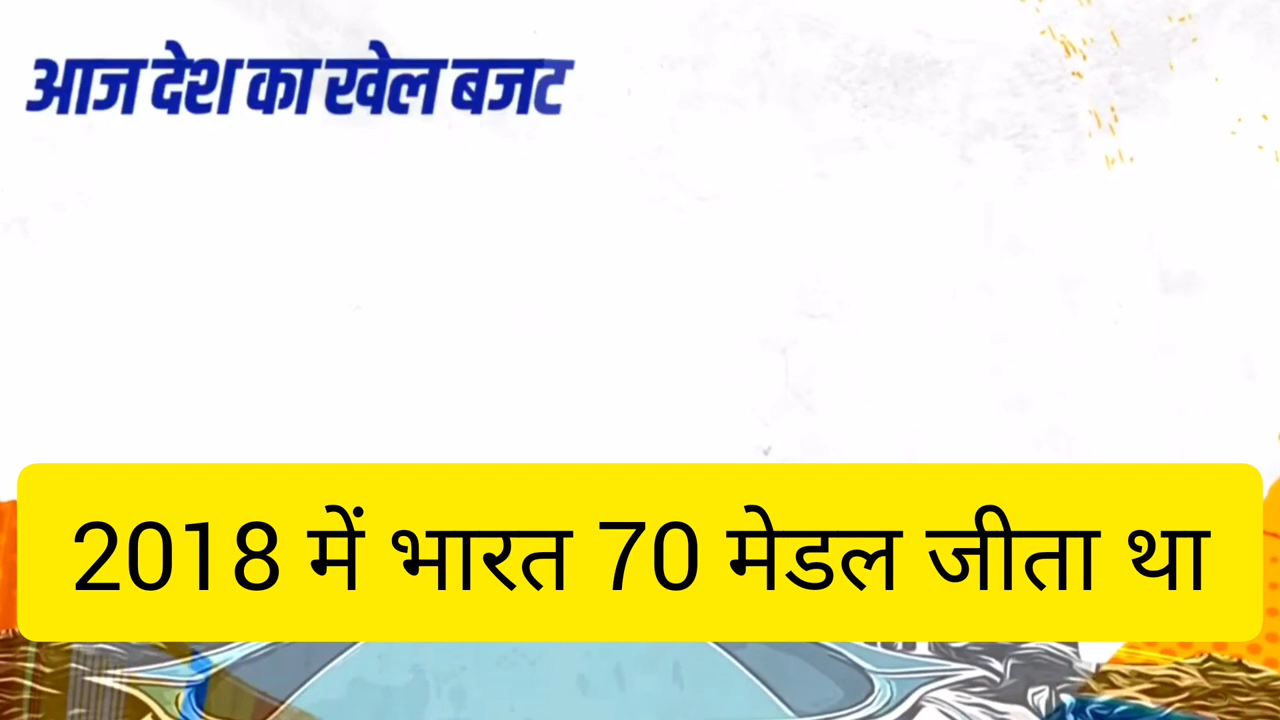 आज देश का खेल बजट
2018 में भारत 70 मेडल जीता था